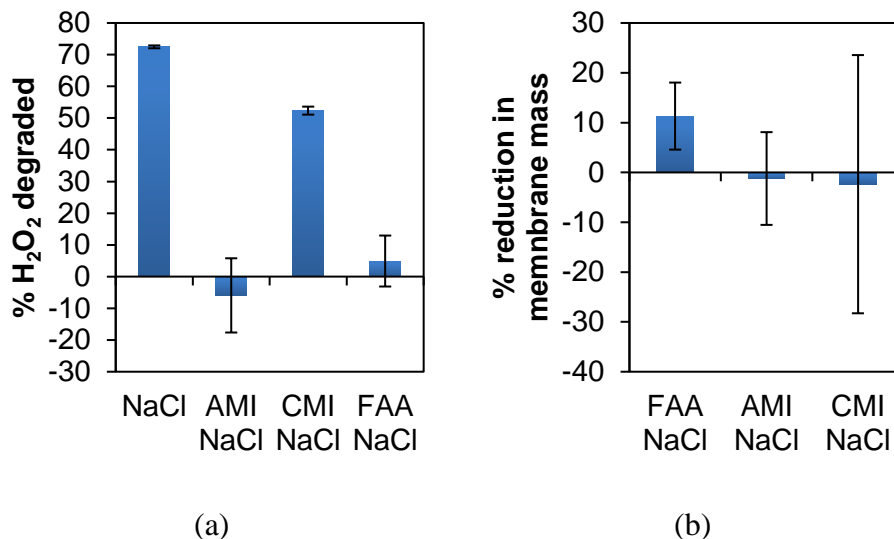 % H₂O₂ degraded
80
70
60
50
40
30
20
10
0
-10
-20
-30
NaCl
AMI
NaCl
CMI
NaCl
FAA
NaCl
(a)
% reduction in
memnbrane mass
30
20
10
0
-10
-20
-30
-40
FAA
NaCl
AMI
NaCl
CMI
NaCl
(b)